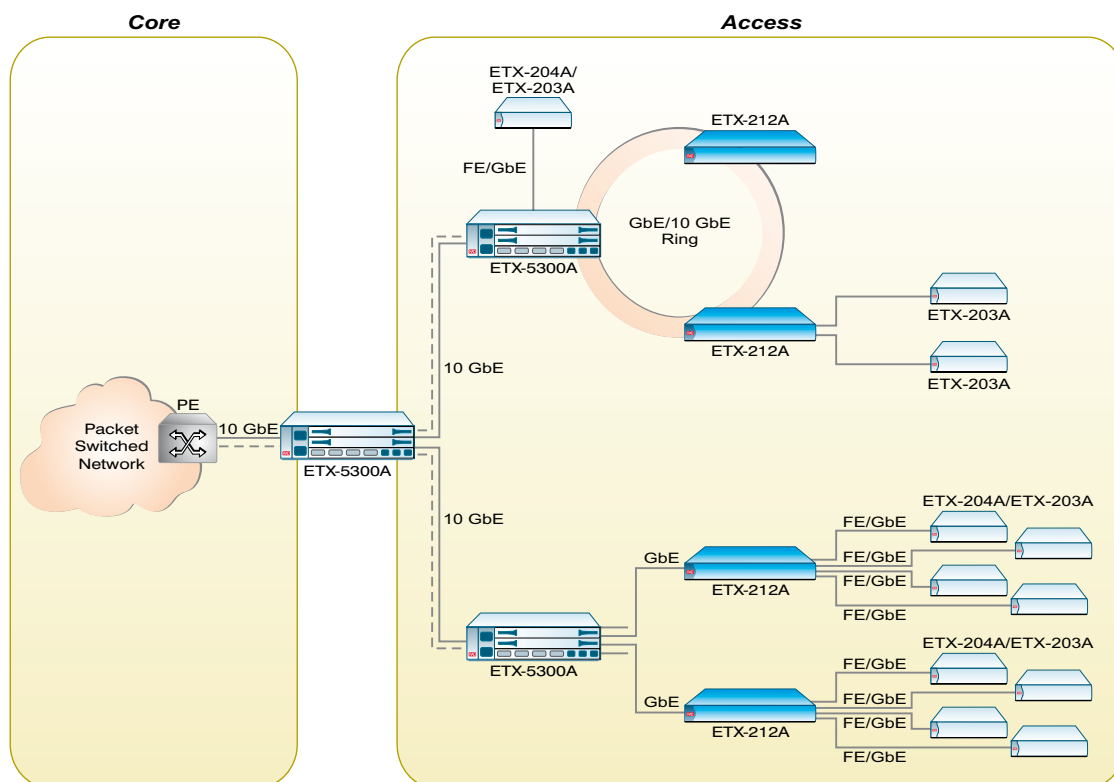 Core
Access
ETX-204A/
ETX-203A
ETX-212A
FE/GbE
GbE/10 GbE
Ring
ETX-5300A
ETX-203A
ETX-212A
ETX-203A
10 GbE
PE
Packet
Switched
Network
10 GbE
ETX-5300A
10 GbE
ETX-204A/ETX-203A
FE/GbE
GbE
FE/GbE
FE/GbE
ETX-212A
FE/GbE
ETX-204A/ETX-203A
ETX-5300A
FE/GbE
GbE
FE/GbE
FE/GbE
ETX-212A
FE/GbE